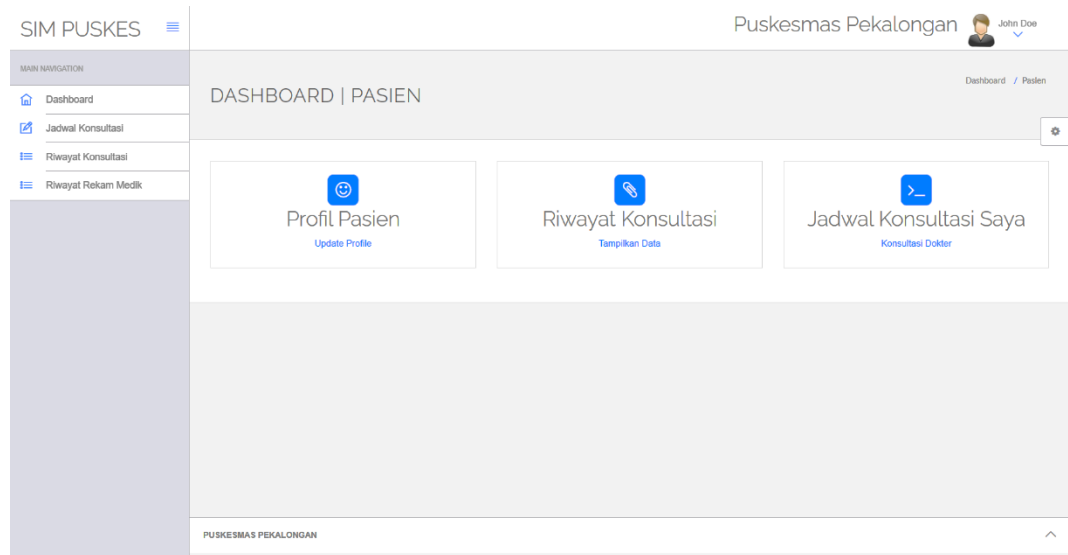 SIM PUSKES
Puskesmas Pekalongan
John Doe
MAIN NAVIGATION
Dashboard
Jadwal Konsultasi
Riwayat Konsultasi
Riwayat Rekam Medik
DASHBOARD | PASIEN
Dashboard / Pasien
Profil Pasien
Update Profile
Riwayat Konsultasi
Tampilkan Data
Jadwal Konsultasi Saya
Konsultasi Dokter
PUSKESMAS PEKALONGAN